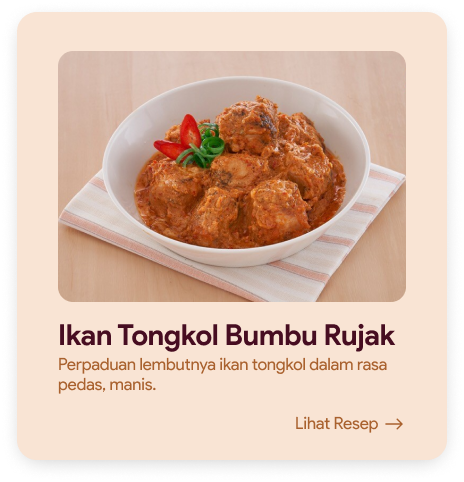 Ikan Tongkol Bumbu Rujak
Perpaduan lembutnya ikan tongkol dalam rasa
pedas, manis.
Lihat Resep →